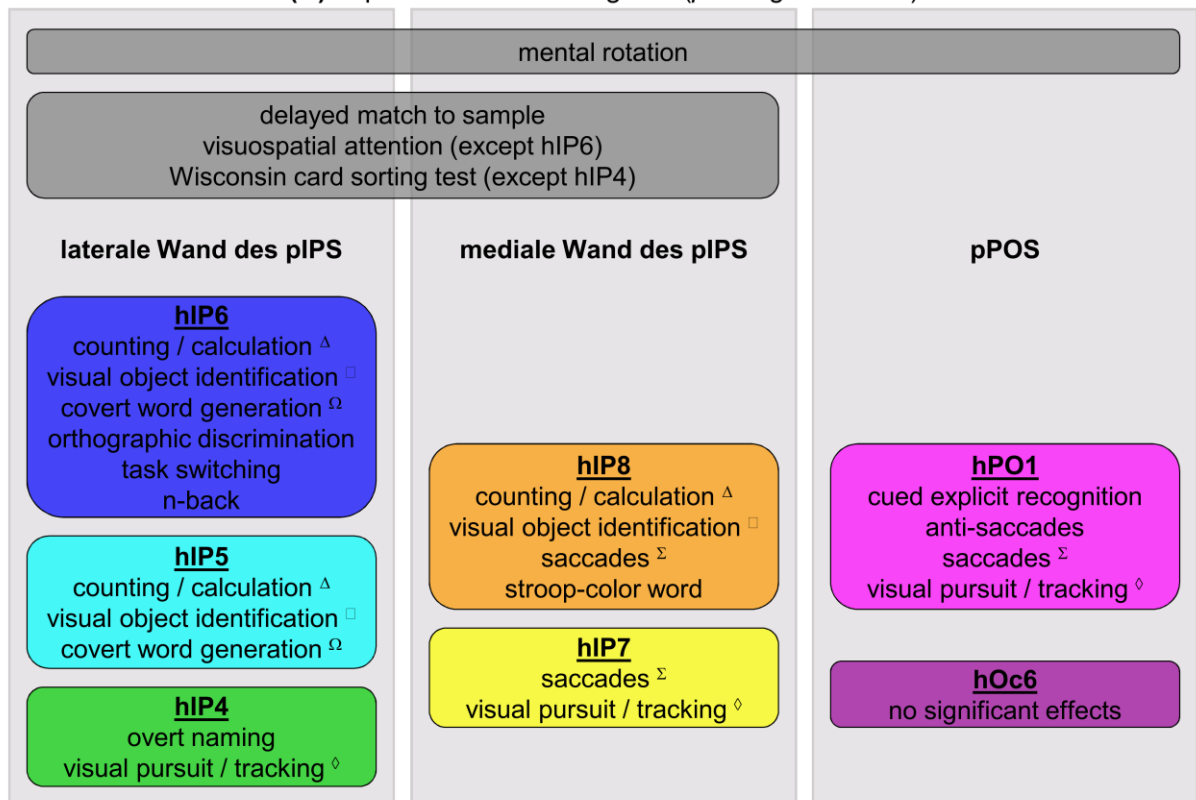 mental rotation
delayed match to sample
visuospatial attention (except hIP6)
Wisconsin card sorting test (except hIP4)
laterale Wand des pIPS
mediale Wand des pIPS
pPOS
hIP6
counting / calculation Δ
visual object identification □
covert word generation Ω
orthographic discrimination
task switching
n-back
hIP5
counting / calculation Δ
visual object identification □
covert word generation Ω
hIP4
overt naming
visual pursuit / tracking ◊
hIP8
counting / calculation Δ
visual object identification □
saccades Σ
stroop-color word
hIP7
saccades Σ
visual pursuit / tracking ◊
hPO1
cued explicit recognition
anti-saccades
saccades Σ
visual pursuit / tracking ◊
hOc6
no significant effects